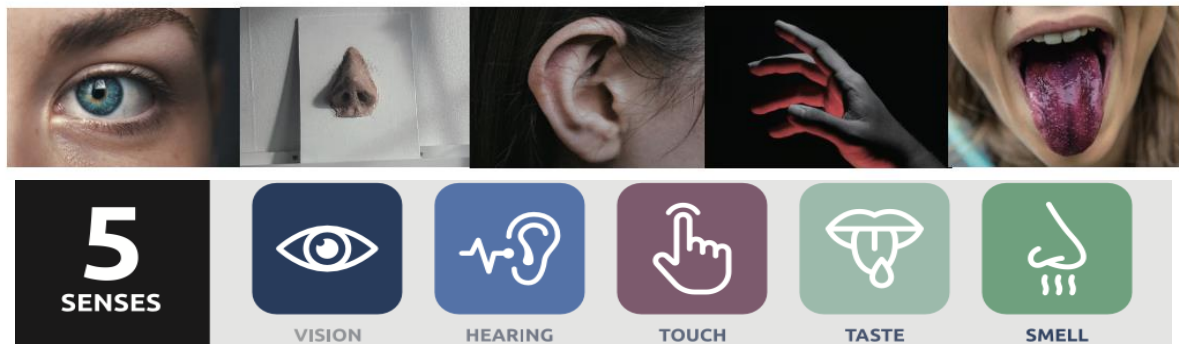 5
SENSES
VISION
HEARING
TOUCH
TASTE
SMELL